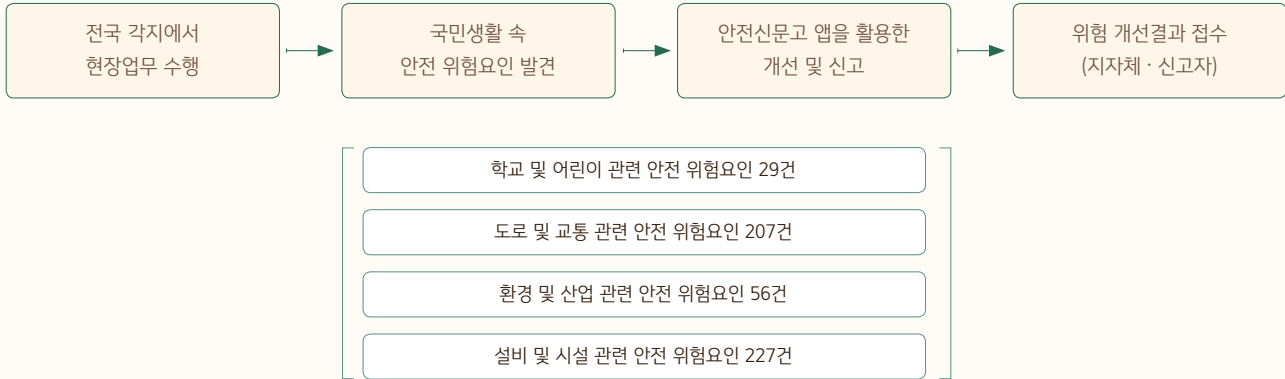 전국 각지에서
현장업무 수행
국민생활 속
안전 위험요인 발견
안전신문고 앱을 활용한
개선 및 신고
위험 개선결과 접수
(지자체 · 신고자)
학교 및 어린이 관련 안전 위험요인 29건
도로 및 교통 관련 안전 위험요인 207건
환경 및 산업 관련 안전 위험요인 56건
설비 및 시설 관련 안전 위험요인 227건